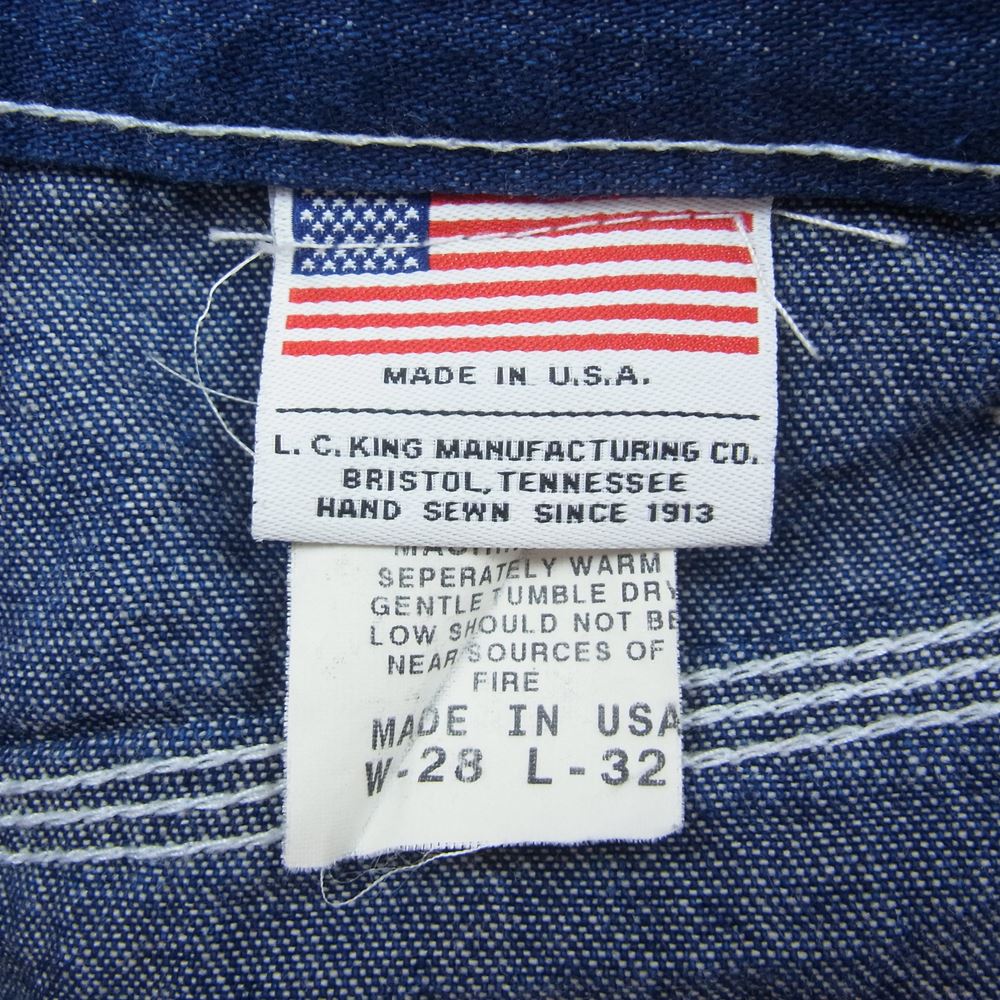 MADE IN U.S.A.
L. C. KING MANUFACTURING CO.
BRISTOL, TENNESSEE
HAND SEWN SINCE 1913
SEPERATELY WARM
GENTLE TUMBLE DRY
LOW SHOULD NOT BE
NEAR SOURCES OF
FIRE
MADE IN USA
W-28 L-32